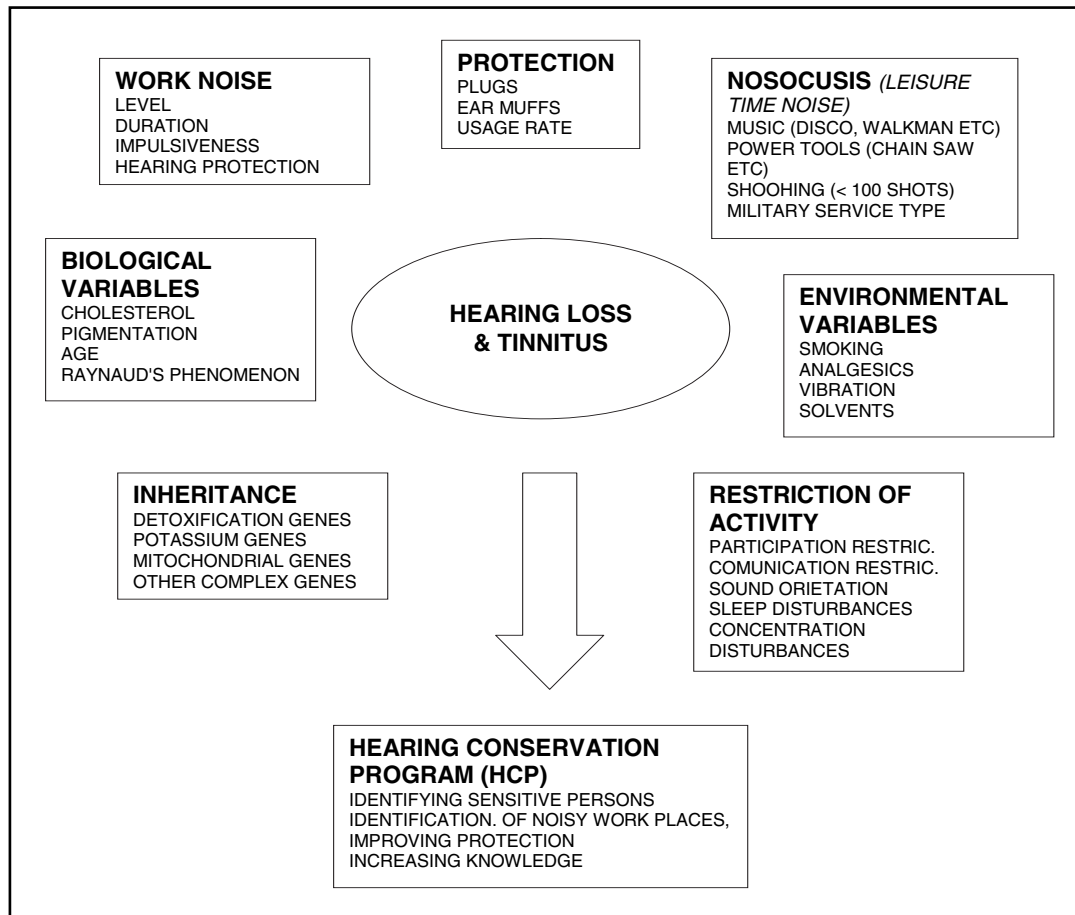 WORK NOISE
LEVEL
DURATION
IMPULSIVENESS
HEARING PROTECTION
PROTECTION
PLUGS
EAR MUFFS
USAGE RATE
NOSOCUSIS (LEISURE
TIME NOISE)
MUSIC (DISCO, WALKMAN ETC)
POWER TOOLS (CHAIN SAW
ETC)
SHOOHING (< 100 SHOTS)
MILITARY SERVICE TYPE
BIOLOGICAL
VARIABLES
CHOLESTEROL
PIGMENTATION
AGE
RAYNAUD'S PHENOMENON
HEARING LOSS
& TINNITUS
ENVIRONMENTAL
VARIABLES
SMOKING
ANALGESICS
VIBRATION
SOLVENTS
INHERITANCE
DETOXIFICATION GENES
POTASSIUM GENES
MITOCHONDRIAL GENES
OTHER COMPLEX GENES
RESTRICTION OF
ACTIVITY
PARTICIPATION RESTRIC.
COMUNICATION RESTRIC.
SOUND ORIETATION
SLEEP DISTURBANCES
CONCENTRATION
DISTURBANCES
HEARING CONSERVATION
PROGRAM (HCP)
IDENTIFYING SENSITIVE PERSONS
IDENTIFICATION. OF NOISY WORK PLACES,
IMPROVING PROTECTION
INCREASING KNOWLEDGE